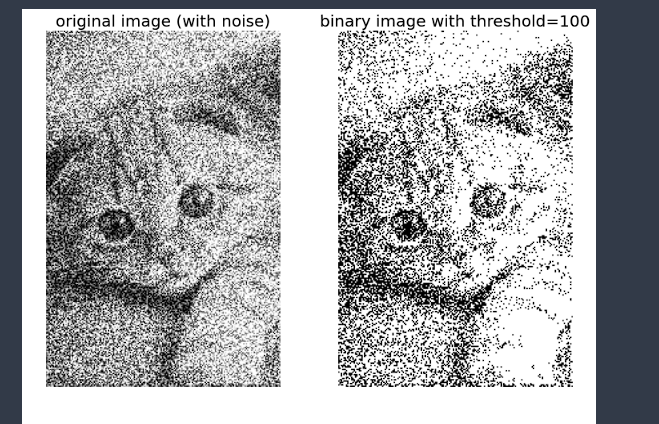 original image (with noise)
binary image with threshold=100